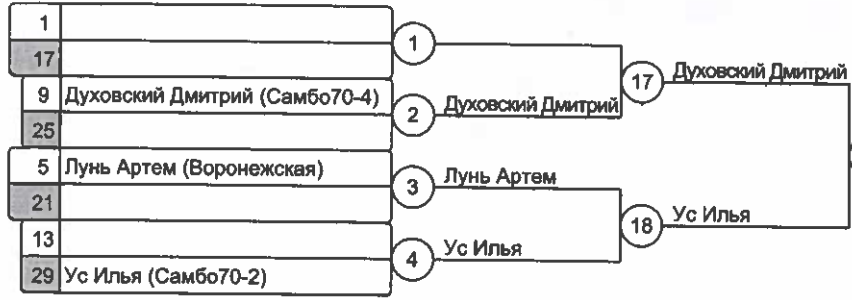 1
17
1
9 Духовский Дмитрий (Самбо70-4)
25
2
Духовский Дмитрий
17
Духовский Дмитрий
5 Лунь Артем (Воронежская)
21
3
Лунь Артем
13
29 Ус Илья (Самбо70-2)
4
Ус Илья
18
Ус Илья